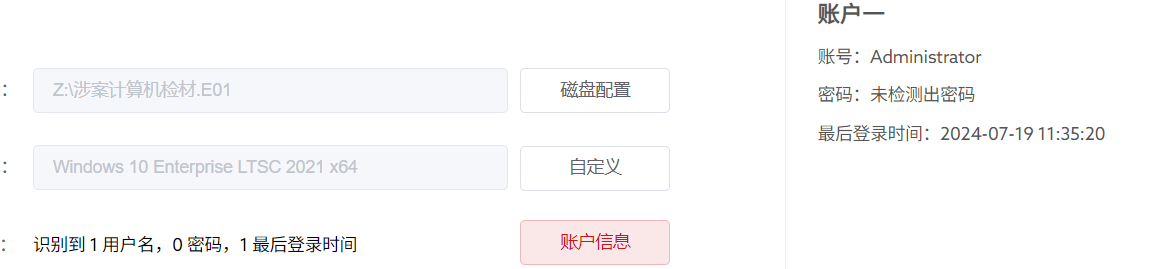 账户一
账号：Administrator
密码：未检测出密码
最后登录时间：2024-07-19 11:35:20
： Z:\涉案计算机检材.E01 磁盘配置
： Windows 10 Enterprise LTSC 2021 x64 自定义
： 识别到 1 用户名，0 密码，1 最后登录时间 账户信息